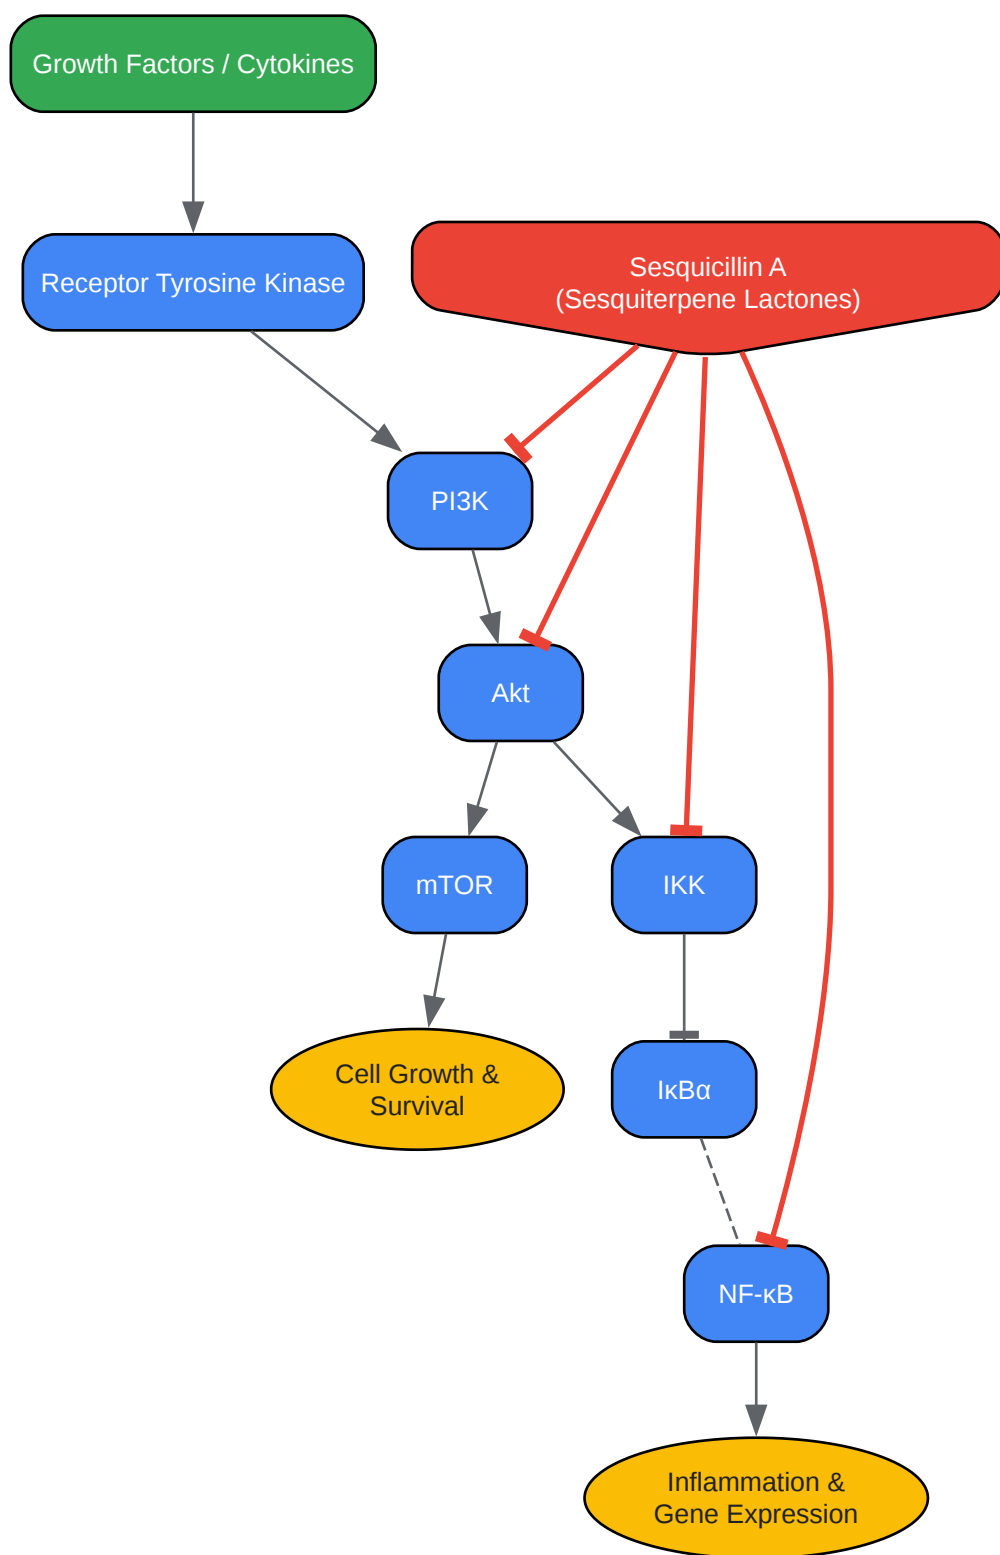 Growth Factors / Cytokines
Receptor Tyrosine Kinase
Sesquicillin A
(Sesquiterpene Lactones)
PI3K
Akt
mTOR
IKK
Cell Growth &
Survival
IκBα
NF-κB
Inflammation &
Gene Expression